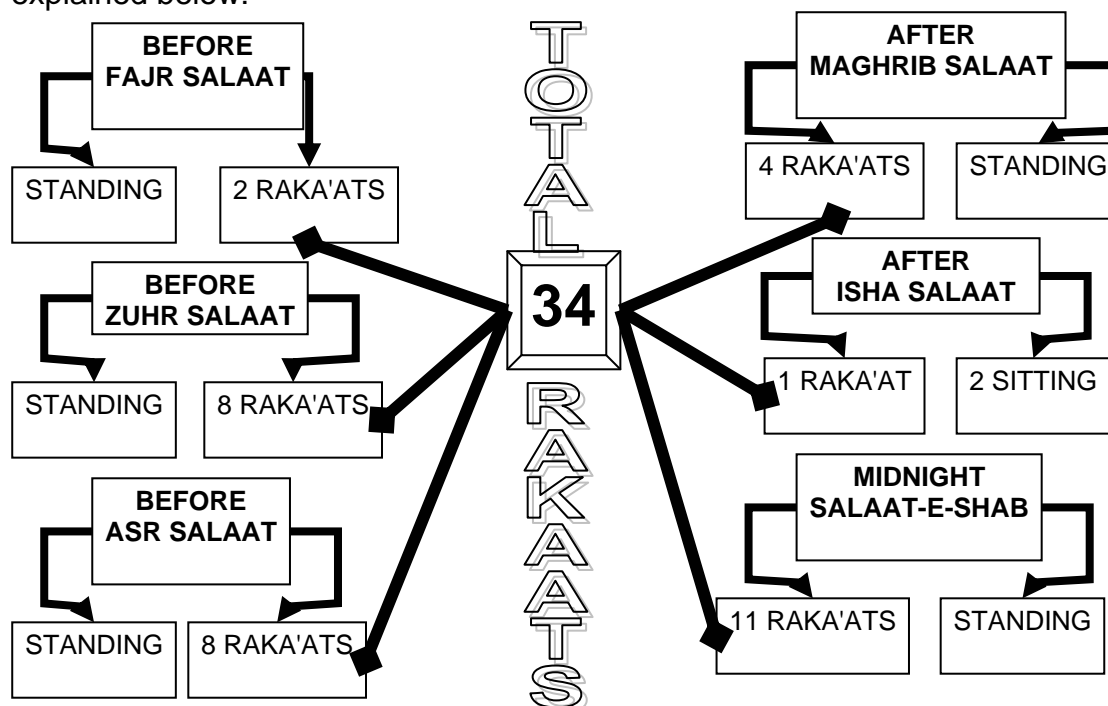 explained below.
BEFORE
FAJR SALAAT
STANDING
2 RAKA'ATS
BEFORE
ZUHR SALAAT
STANDING
8 RAKA'ATS
BEFORE
ASR SALAAT
STANDING
8 RAKA'ATS
TOTAL
34
RAKAATS
AFTER
MAGHRIB SALAAT
4 RAKA'ATS
STANDING
AFTER
ISHA SALAAT
1 RAKA'AT
2 SITTING
MIDNIGHT
SALAAT-E-SHAB
11 RAKA'ATS
STANDING